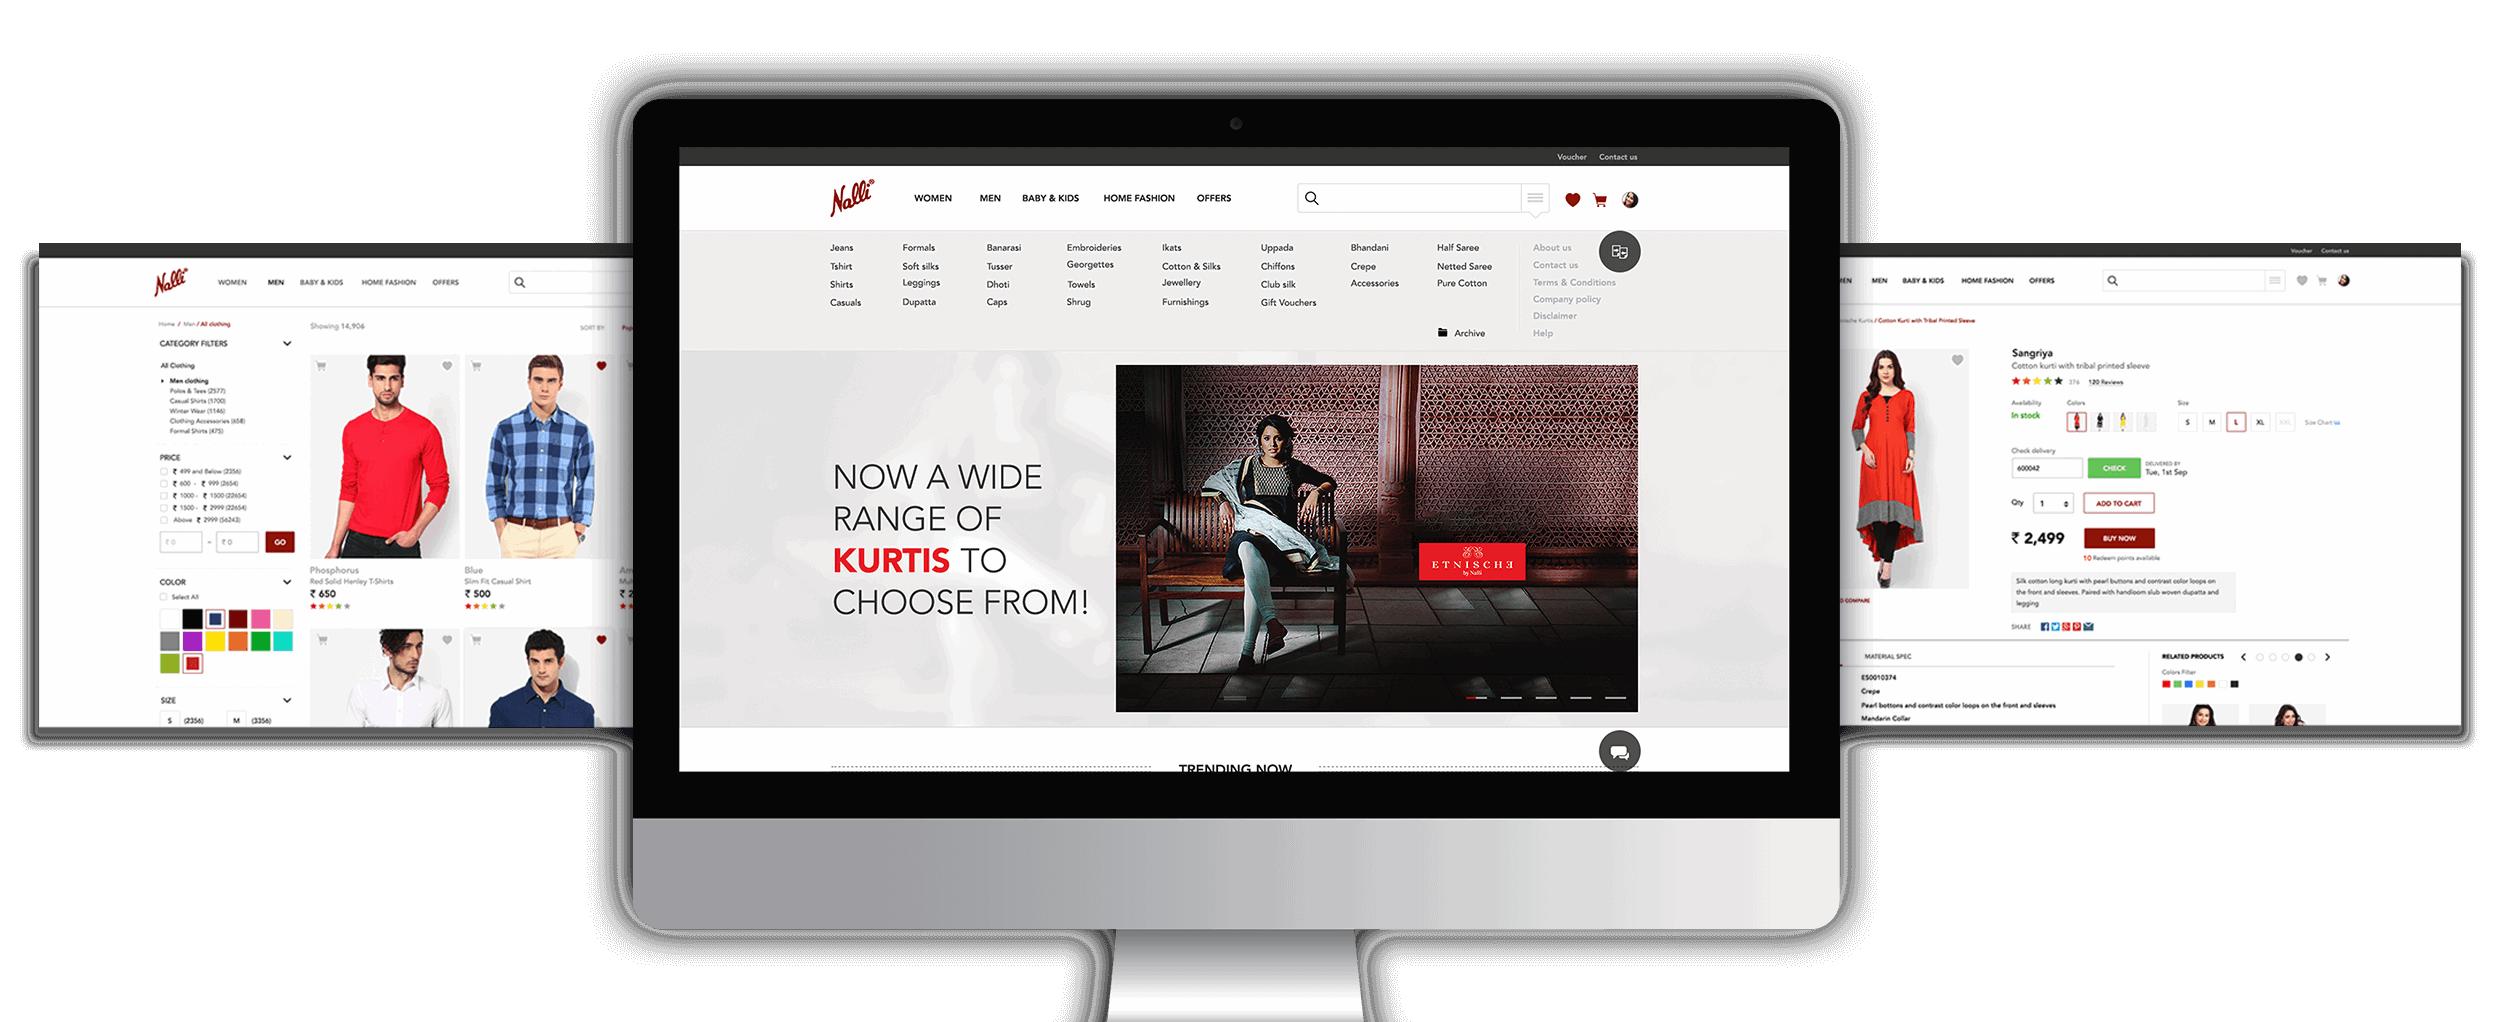 Voucher Contact us
Nalli
WOMEN MEN BABY & KIDS HOME FASHION OFFERS
Jeans Formals Banarasi Embroideries Ikats Uppada Bhandani Half Saree About us
Tshirt Soft silks Tusser Georgettes Cotton & Silks Chiffons Crepe Netted Saree Contact us
Shirts Leggings Dhoti Towels Jewellery Club silk Accessories Pure Cotton Terms & Conditions
Casuals Dupatta Caps Shrug Furnishings Gift Vouchers Company policy
Disclaimer
Archive Help
NOW A WIDE
RANGE OF
KURTIS TO
CHOOSE FROM!
ETNISCHE
by Nalli
TRENDING NOW
Nalli
WOMEN MEN BABY & KIDS HOME FASHION OFFERS
Home / Men / All clothing
Showing 14,906 SORT BY:
CATEGORY FILTERS
All Clothing
Men clothing
Polos & Tees (2577)
Casual Shirts (1700)
Winter Wear (1146)
Clothing Accessories (658)
Formal Shirts (475)
PRICE
₹ 499 and Below (2356)
₹ 600 - ₹ 999 (2654)
₹ 1000 - ₹ 1500 (22654)
₹ 1500 - ₹ 2999 (22654)
Above ₹ 2999 (56243)
₹ 0 - ₹ 0 GO
COLOR
Select All
SIZE
S (2356) M (3356)
Phosphorus
Red Solid Henley T-Shirts
₹ 650
Blue
Slim Fit Casual Shirt
₹ 500
Voucher Contact us
MEN BABY & KIDS HOME FASHION OFFERS
Kurtis / Cotton Kurti with Tribal Printed Sleeve
Sangriya
Cotton kurti with tribal printed sleeve
376 120 Reviews
Availability Colors Size
In stock S M L XL XXL Size Chart
Check delivery
600042 CHECK DELIVERED BY
Tue, 1st Sep
Qty 1 ADD TO CART
₹ 2,499 BUY NOW
10 Redeem points available
Silk cotton long kurti with pearl buttons and contrast color loops on
the front and sleeves. Paired with handloom slub woven dupatta and
legging
COMPARE
SHARE
MATERIAL SPEC
ES0010374
Crepe
Pearl bottons and contrast color loops on the front and sleeves
Mandarin Collar
RELATED PRODUCTS
Colors Filter